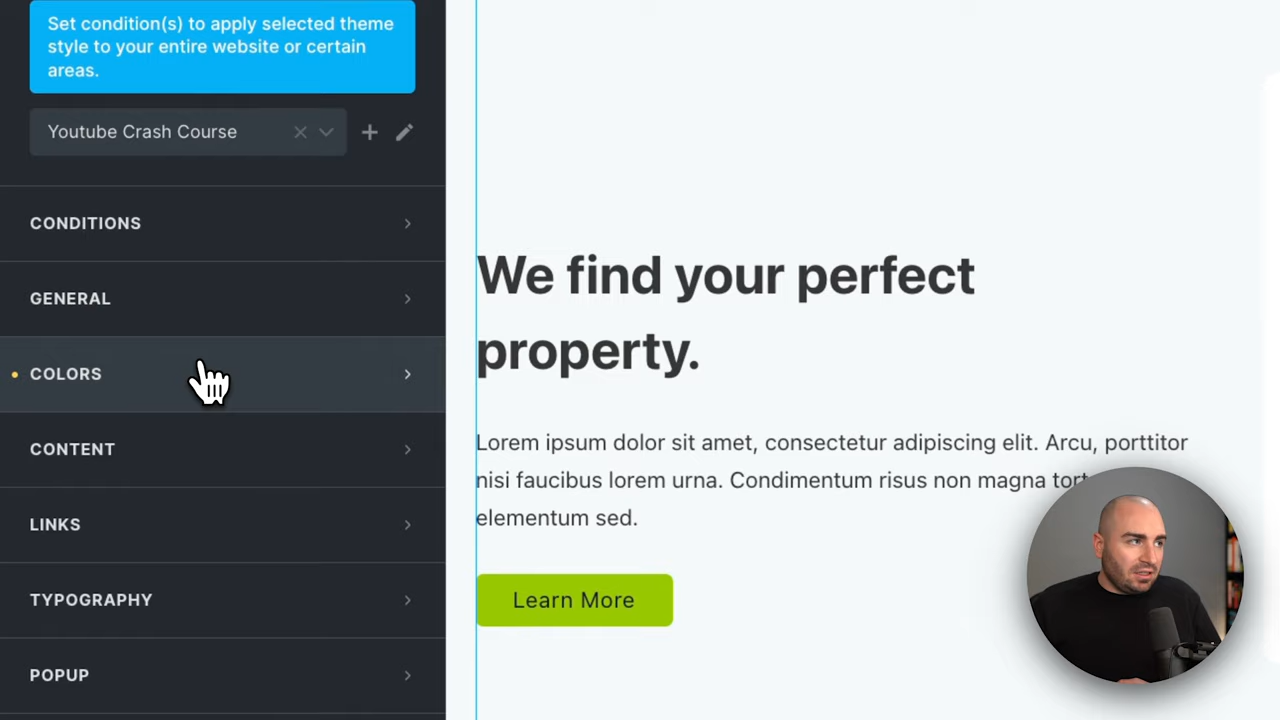 Set condition(s) to apply selected theme
style to your entire website or certain
areas.
Youtube Crash Course
CONDITIONS
GENERAL
COLORS
CONTENT
LINKS
TYPOGRAPHY
POPUP
We find your perfect
property.
Lorem ipsum dolor sit amet, consectetur adipiscing elit. Arcu, porttitor
nisi faucibus lorem urna. Condimentum risus non magna
elementum sed.
Learn More